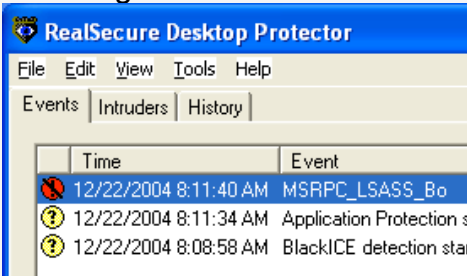 RealSecure Desktop Protector
File Edit View Tools Help
Events Intruders History
Time Event
12/22/2004 8:11:40 AM MSRPC_LSASS_Bo
12/22/2004 8:11:34 AM Application Protection s
12/22/2004 8:08:58 AM BlackICE detection star